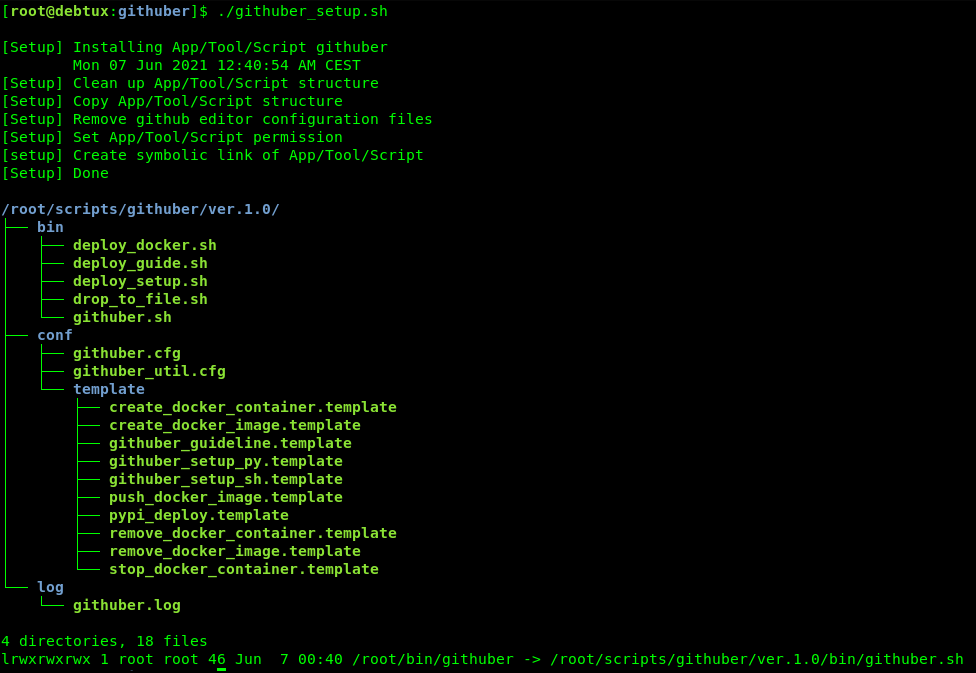 [root@debtux:githuber]$ ./githuber_setup.sh

[Setup] Installing App/Tool/Script githuber
        Mon 07 Jun 2021 12:40:54 AM CEST
[Setup] Clean up App/Tool/Script structure
[Setup] Copy App/Tool/Script structure
[Setup] Remove github editor configuration files
[Setup] Set App/Tool/Script permission
[setup] Create symbolic link of App/Tool/Script
[Setup] Done

/root/scripts/githuber/ver.1.0/
├── bin
│   ├── deploy_docker.sh
│   ├── deploy_guide.sh
│   ├── deploy_setup.sh
│   ├── drop_to_file.sh
│   └── githuber.sh
├── conf
│   ├── githuber.cfg
│   ├── githuber_util.cfg
│   └── template
│       ├── create_docker_container.template
│       ├── create_docker_image.template
│       ├── githuber_guideline.template
│       ├── githuber_setup_py.template
│       ├── githuber_setup_sh.template
│       ├── push_docker_image.template
│       ├── pypi_deploy.template
│       ├── remove_docker_container.template
│       ├── remove_docker_image.template
│       └── stop_docker_container.template
└── log
    └── githuber.log

4 directories, 18 files
lrwxrwxrwx 1 root root 46 Jun  7 00:40 /root/bin/githuber -> /root/scripts/githuber/ver.1.0/bin/githuber.sh